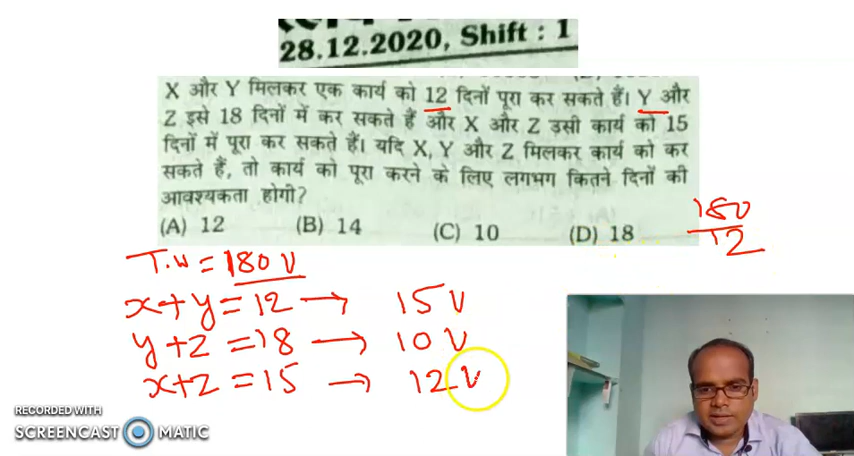 28.12.2020, Shift : 1
X और Y मिलकर एक कार्य को 12 दिनों पूरा कर सकते हैं। Y और
Z इसे 18 दिनों में कर सकते हैं और X और Z उसी कार्य को 15
दिनों में पूरा कर सकते हैं। यदि X, Y और Z मिलकर कार्य को कर
सकते हैं, तो कार्य को पूरा करने के लिए लगभग कितने दिनों की
आवश्यकता होगी?
(A) 12 (B) 14 (C) 10 (D) 18
180
12
T.W = 180 U
x+y = 12 → 15 U
y+z = 18 → 10 U
x+z = 15 → 12 U
RECORDED WITH
SCREENCAST MATIC